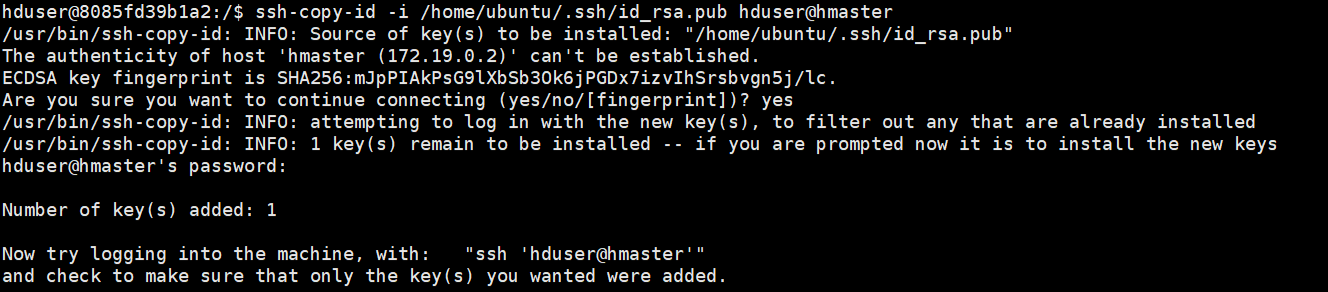 hduser@8085fd39b1a2:/$ ssh-copy-id -i /home/ubuntu/.ssh/id_rsa.pub hduser@hmaster
/usr/bin/ssh-copy-id: INFO: Source of key(s) to be installed: "/home/ubuntu/.ssh/id_rsa.pub"
The authenticity of host 'hmaster (172.19.0.2)' can't be established.
ECDSA key fingerprint is SHA256:mJpPIAkPsG9lXbSb3Ok6jPGDx7izvIhSrsbvgn5j/lc.
Are you sure you want to continue connecting (yes/no/[fingerprint])? yes
/usr/bin/ssh-copy-id: INFO: attempting to log in with the new key(s), to filter out any that are already installed
/usr/bin/ssh-copy-id: INFO: 1 key(s) remain to be installed -- if you are prompted now it is to install the new keys
hduser@hmaster's password:
Number of key(s) added: 1
Now try logging into the machine, with:   "ssh 'hduser@hmaster'"
and check to make sure that only the key(s) you wanted were added.